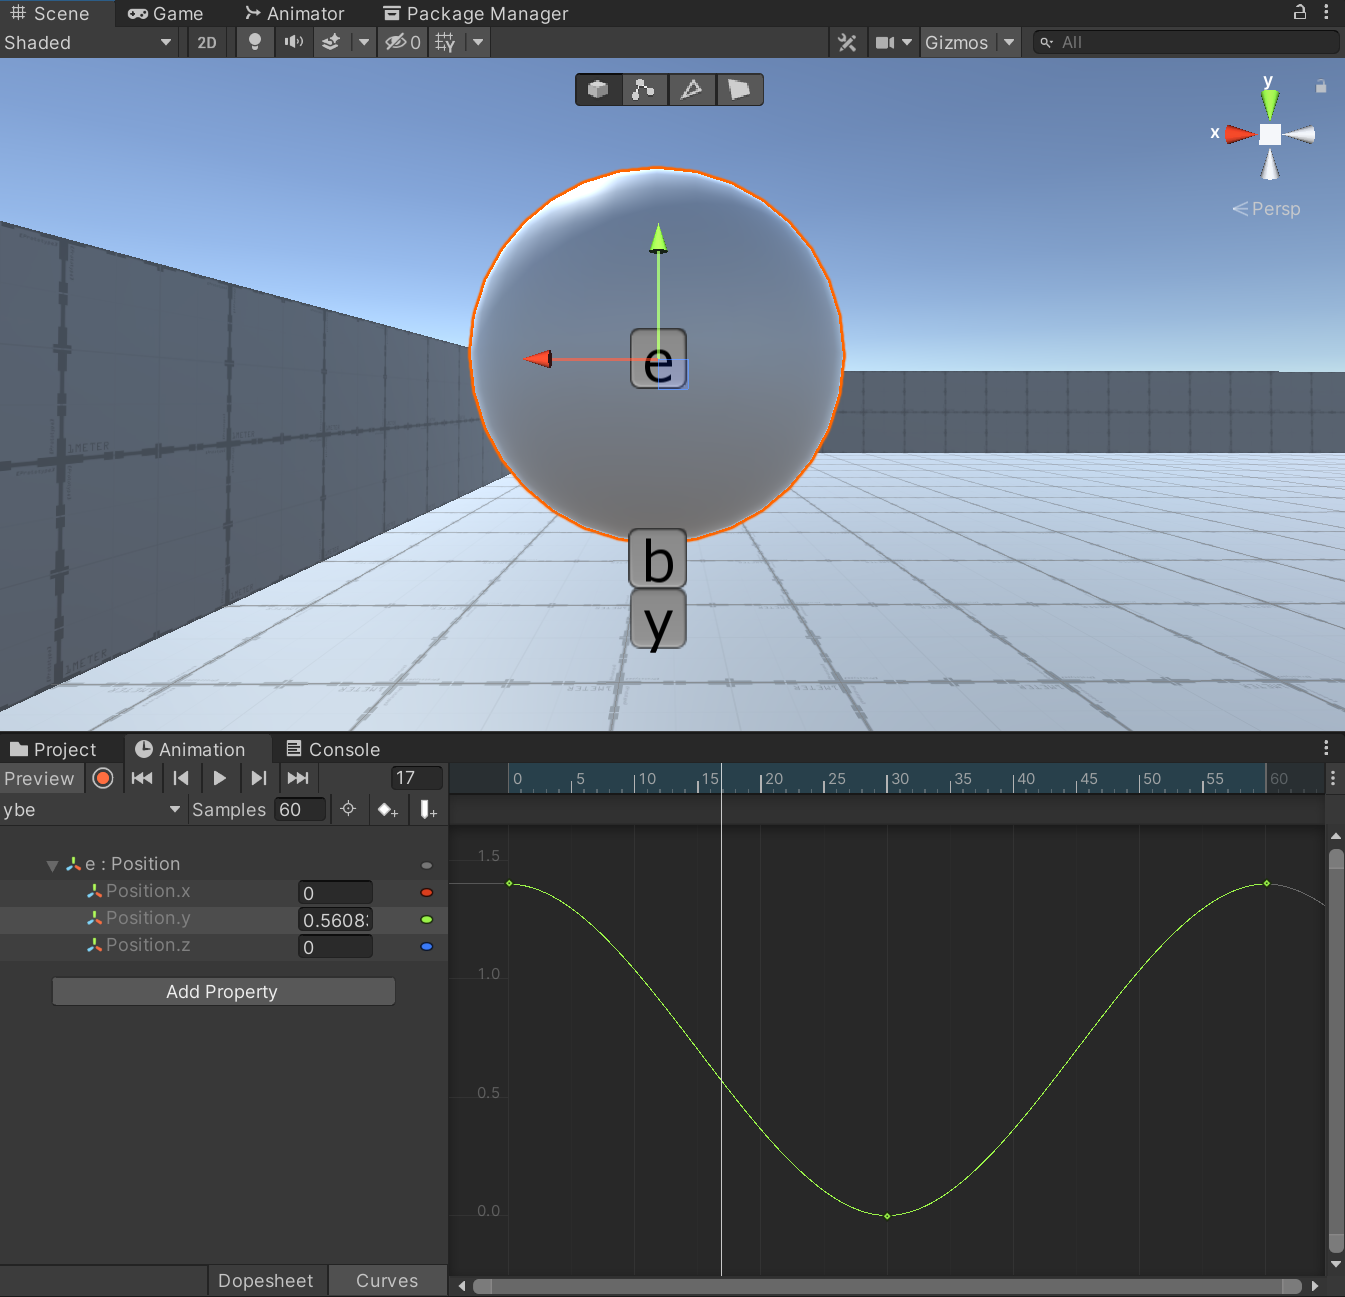 Scene Game Animator Package Manager
Shaded 2D 0 Gizmos All
y
x
Persp
e
b
y
1METER
Project Animation Console
Preview 17 0 5 10 15 20 25 30 35 40 45 50 55 60
ybe Samples 60
1.5
e : Position
Position.x 0
Position.y 0.5608
Position.z 0
1.0
Add Property
0.5
0.0
Dopesheet Curves